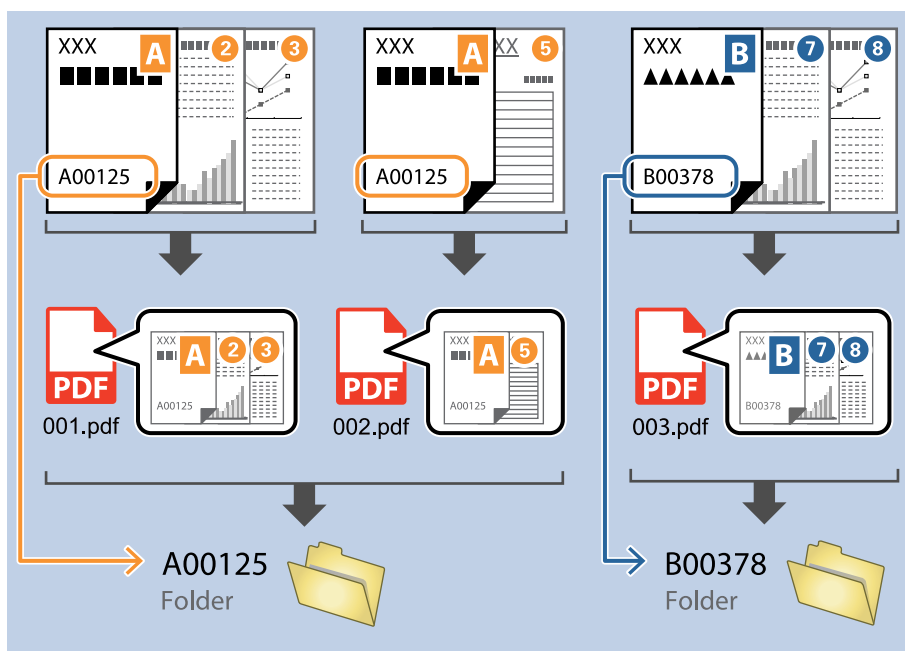 XXX A 2 3
A00125
XXX A XX 5
A00125
XXX B 7 8
B00378
PDF
001.pdf
XXX A 2 3
A00125
PDF
002.pdf
XXX A 5
A00125
PDF
003.pdf
XXX B 7 8
B00378
A00125
Folder
B00378
Folder